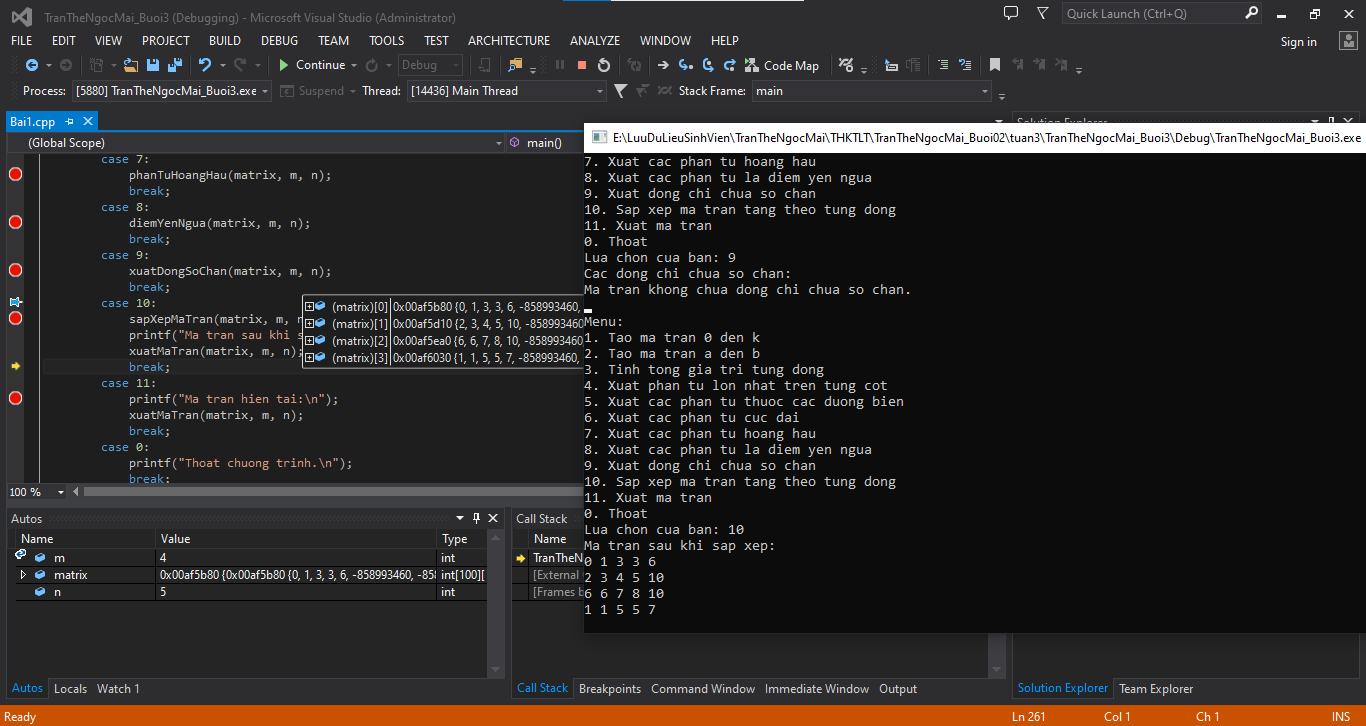 TranTheNgocMai_Buoi3 (Debugging) - Microsoft Visual Studio (Administrator)
Quick Launch (Ctrl+Q)
FILE EDIT VIEW PROJECT BUILD DEBUG TEAM TOOLS TEST ARCHITECTURE ANALYZE WINDOW HELP
Sign in
Continue Debug Code Map
Process: [5880] TranTheNgocMai_Buoi3.exe Suspend Thread: [14436] Main Thread Stack Frame: main
Bai1.cpp
(Global Scope) main()
case 7:
phanTuHoangHau(matrix, m, n);
break;
case 8:
diemYenNgua(matrix, m, n);
break;
case 9:
xuatDongSoChan(matrix, m, n);
break;
case 10:
sapXepMaTran(matrix, m, n
printf("Ma tran sau khi s
xuatMaTran(matrix, m, n);
break;
case 11:
printf("Ma tran hien tai:\n");
xuatMaTran(matrix, m, n);
break;
case 0:
printf("Thoat chuong trinh.\n");
break;
(matrix)[0] 0x00af5b80 {0, 1, 3, 3, 6, -858993460,
(matrix)[1] 0x00af5d10 {2, 3, 4, 5, 10, -858993460
(matrix)[2] 0x00af5ea0 {6, 6, 7, 8, 10, -858993460
(matrix)[3] 0x00af6030 {1, 1, 5, 5, 7, -858993460,
100 %
Solution Explorer
E:\LuuDuLieuSinhVien\TranTheNgocMai\THKTLT\TranTheNgocMai_Buoi02\tuan3\TranTheNgocMai_Buoi3\Debug\TranTheNgocMai_Buoi3.exe
7. Xuat cac phan tu hoang hau
8. Xuat cac phan tu la diem yen ngua
9. Xuat dong chi chua so chan
10. Sap xep ma tran tang theo tung dong
11. Xuat ma tran
0. Thoat
Lua chon cua ban: 9
Cac dong chi chua so chan:
Ma tran khong chua dong chi chua so chan.
Menu:
1. Tao ma tran 0 den k
2. Tao ma tran a den b
3. Tinh tong gia tri tung dong
4. Xuat phan tu lon nhat tren tung cot
5. Xuat cac phan tu thuoc cac duong bien
6. Xuat cac phan tu cuc dai
7. Xuat cac phan tu hoang hau
8. Xuat cac phan tu la diem yen ngua
9. Xuat dong chi chua so chan
10. Sap xep ma tran tang theo tung dong
11. Xuat ma tran
0. Thoat
Lua chon cua ban: 10
Ma tran sau khi sap xep:
0 1 3 3 6
2 3 4 5 10
6 6 7 8 10
1 1 5 5 7
Autos
Name Value Type
m 4 int
matrix 0x00af5b80 {0x00af5b80 {0, 1, 3, 3, 6, -858993460, -858 int[100][
n 5 int
Autos Locals Watch 1
Call Stack
Name
TranTheN
[External
[Frames b
Call Stack Breakpoints Command Window Immediate Window Output
Solution Explorer Team Explorer
Ready Ln 261 Col 1 Ch 1 INS